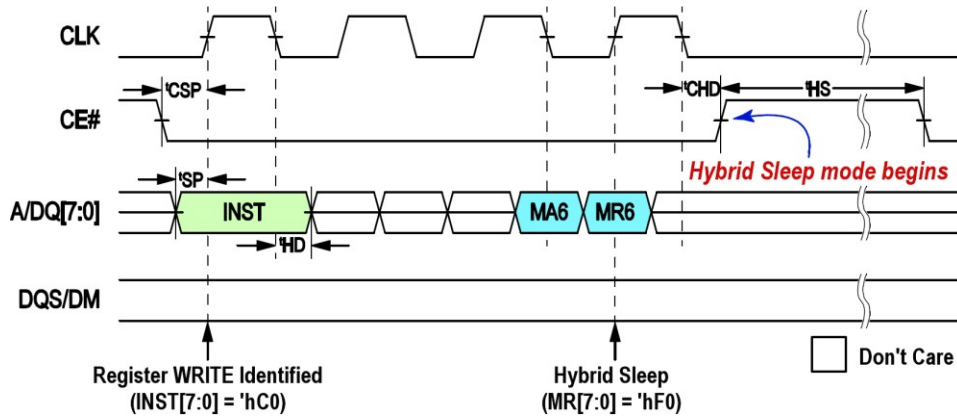 CLK
tCSP
tCHD
tHS
CE#
Hybrid Sleep mode begins
tSP
A/DQ[7:0]
INST
MA6
MR6
tHD
DQS/DM
Register WRITE Identified
(INST[7:0] = 'hC0)
Hybrid Sleep
(MR[7:0] = 'hF0)
Don't Care